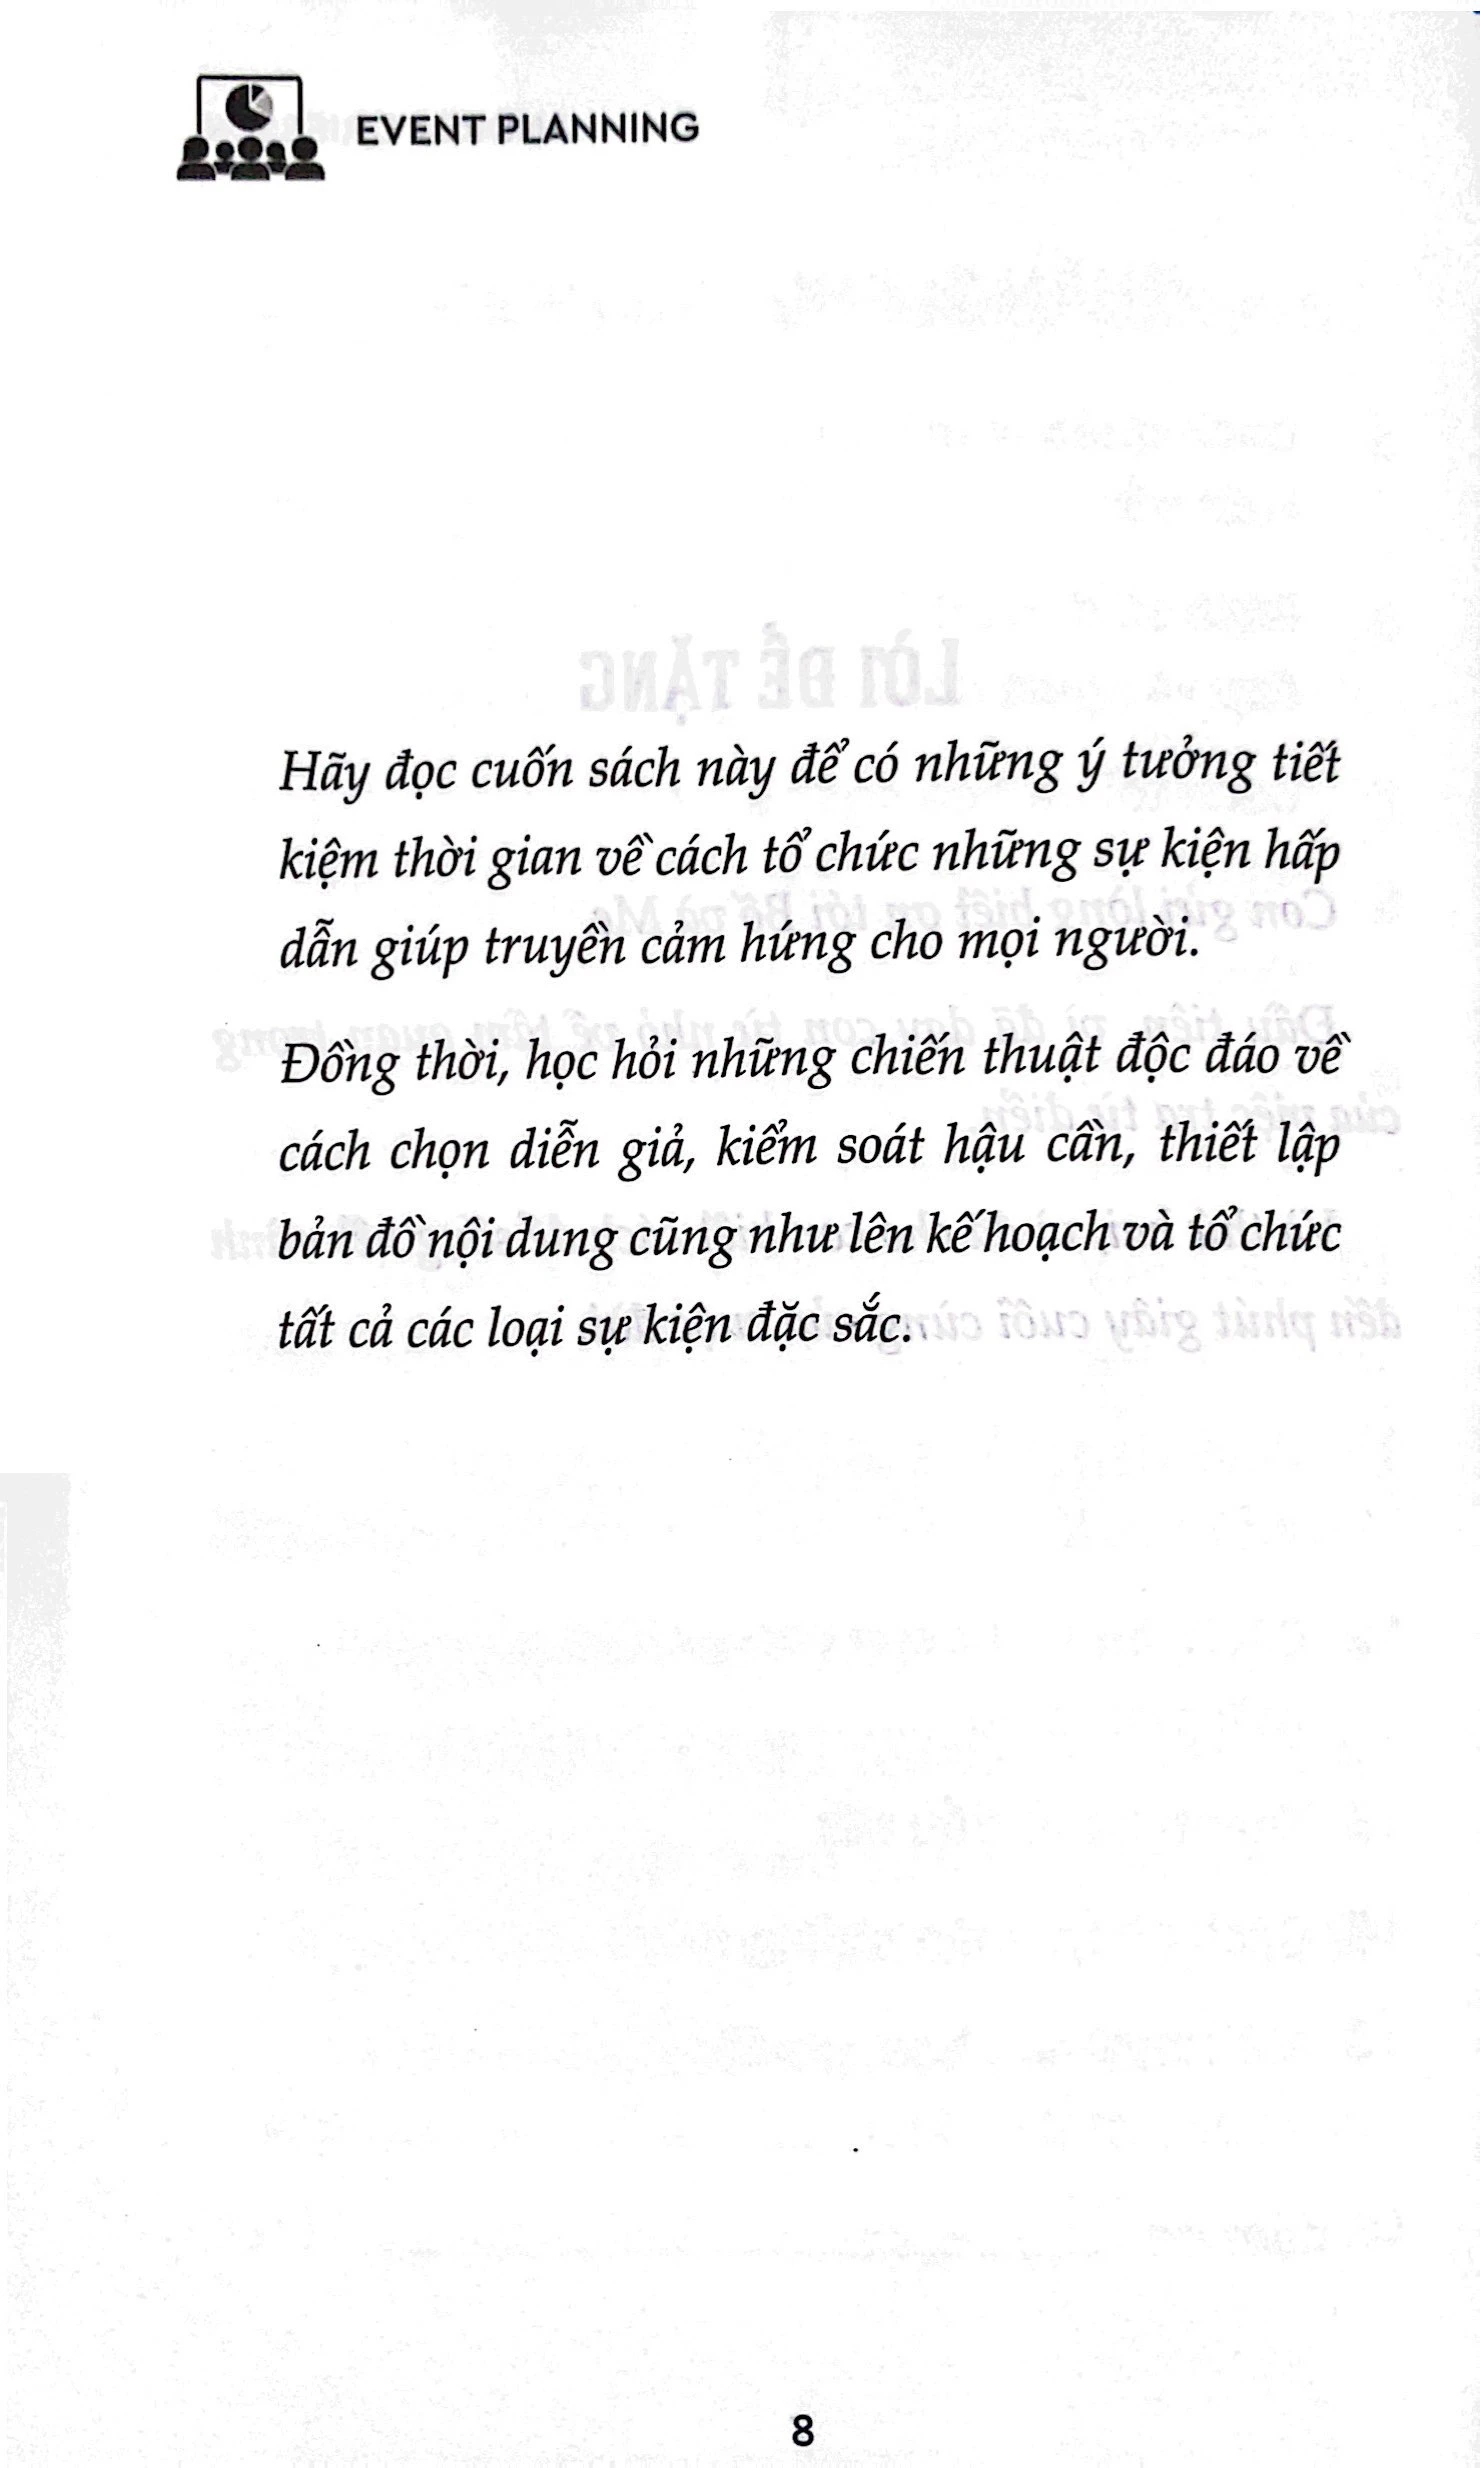 EVENT PLANNING
Hãy đọc cuốn sách này để có những ý tưởng tiết
kiệm thời gian về cách tổ chức những sự kiện hấp
dẫn giúp truyền cảm hứng cho mọi người.
Đồng thời, học hỏi những chiến thuật độc đáo về
cách chọn diễn giả, kiểm soát hậu cần, thiết lập
bản đồ nội dung cũng như lên kế hoạch và tổ chức
tất cả các loại sự kiện đặc sắc.
8